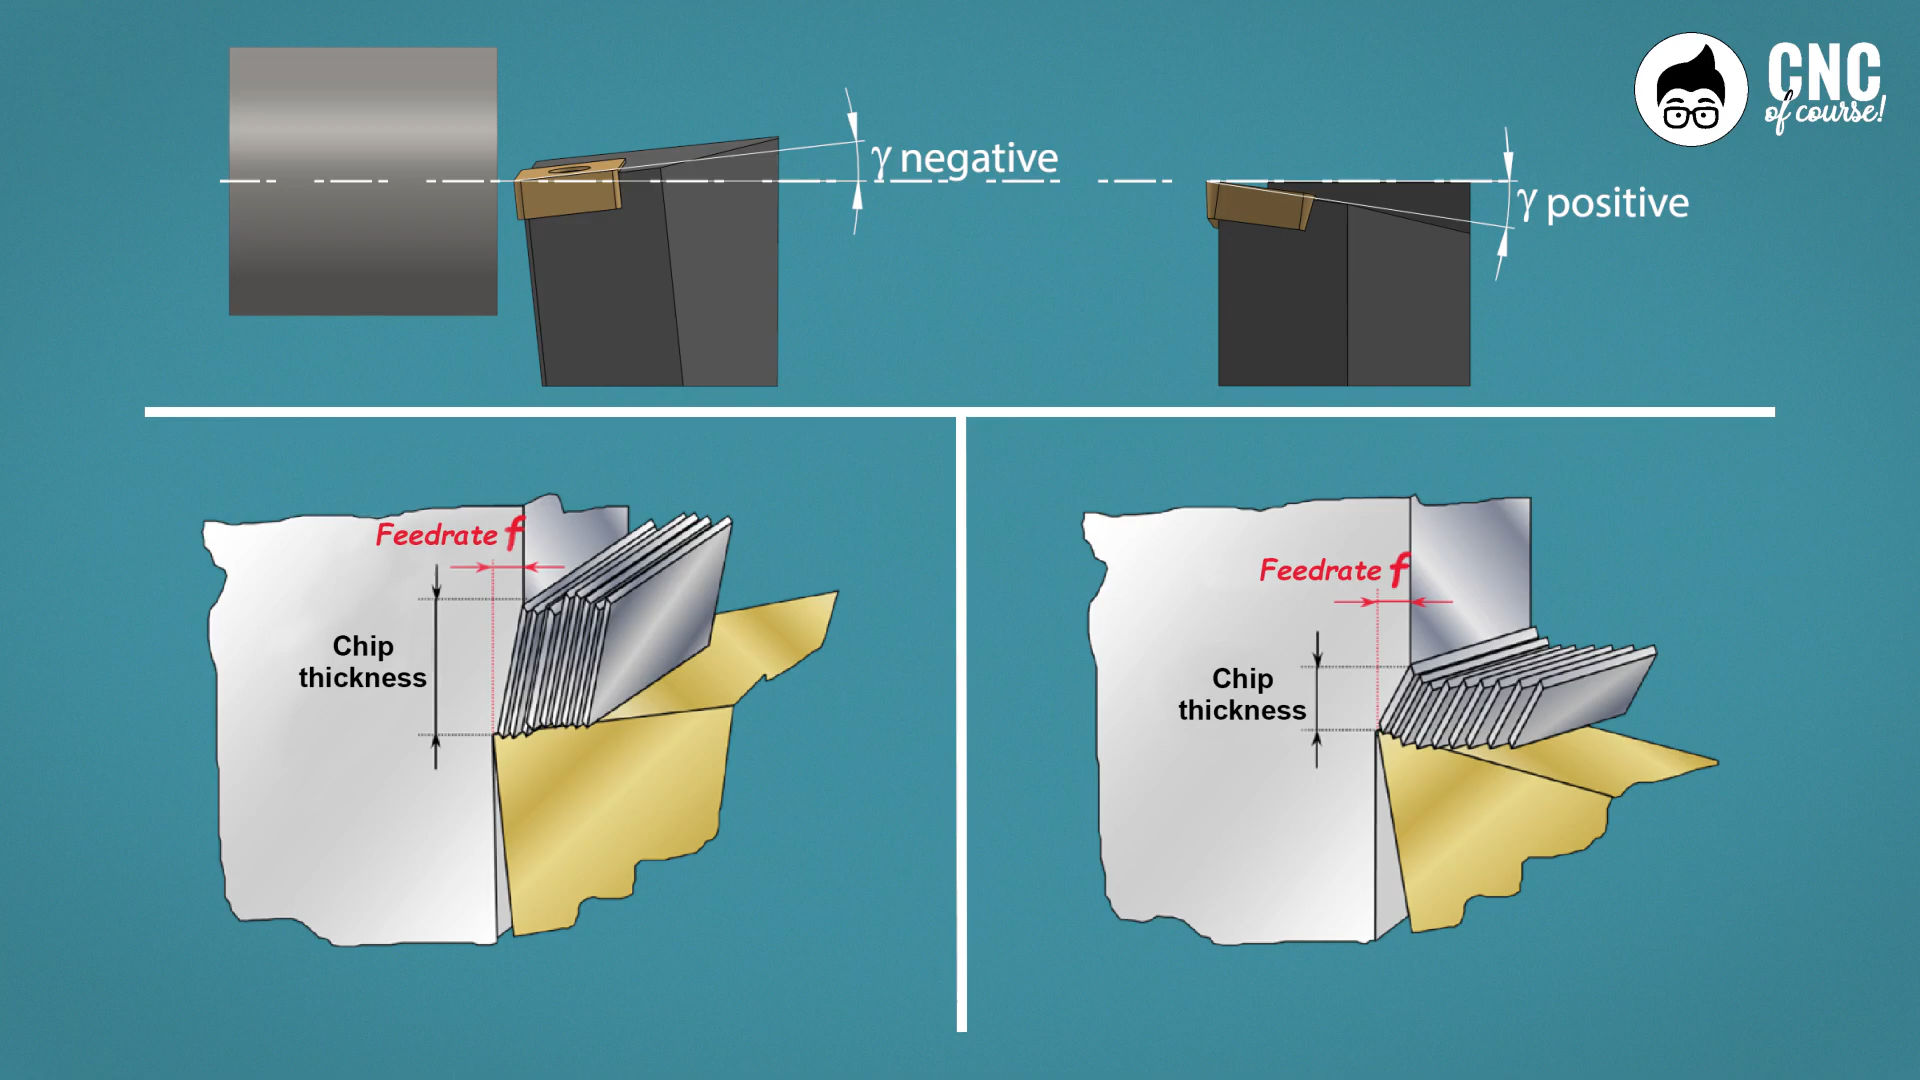 CNC
of course!
γ negative
γ positive
Feedrate f
Chip
thickness
Feedrate f
Chip
thickness